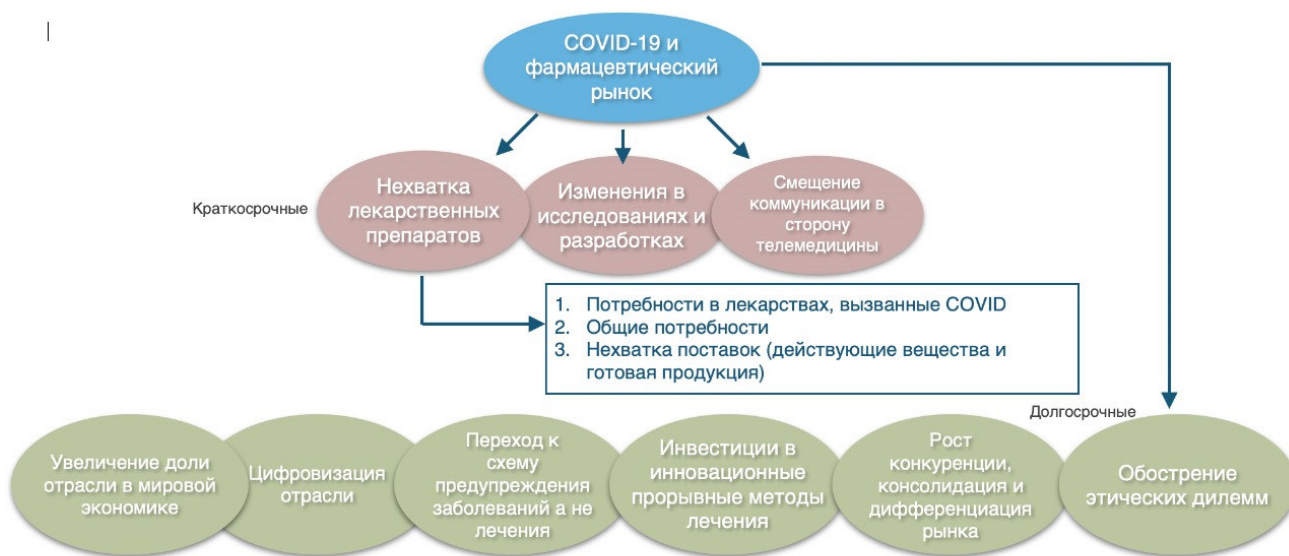 COVID-19 и
фармацевтический
рынок
Краткосрочные
Нехватка
лекарственных
препаратов
Изменения в
исследованиях и
разработках
Смещение
коммуникации в
сторону
телемедицины
1. Потребности в лекарствах, вызванные COVID
2. Общие потребности
3. Нехватка поставок (действующие вещества и
готовая продукция)
Долгосрочные
Увеличение доли
отрасли в мировой
экономике
Цифровизация
отрасли
Переход к
схему
предупреждения
заболеваний а не
лечения
Инвестиции в
инновационные
прорывные методы
лечения
Рост
конкуренции,
консолидация и
дифференциация
рынка
Обострение
этических дилемм